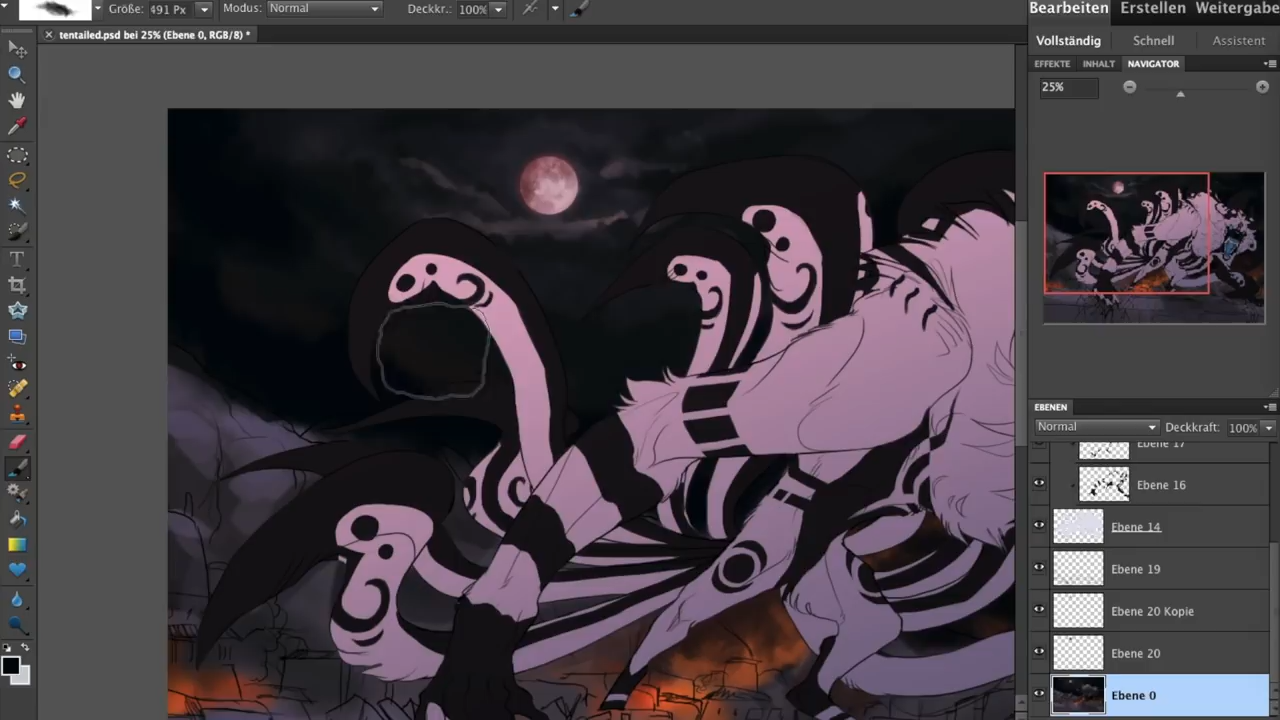 Größe: 491 Px Modus: Normal Deckkr.: 100%
Bearbeiten Erstellen Weitergabe
tentailed.psd bei 25% (Ebene 0, RGB/8) *
Vollständig Schnell Assistent
EFFEKTE INHALT NAVIGATOR
25%
EBENEN
Normal Deckkraft: 100%
Ebene 17
Ebene 16
Ebene 14
Ebene 19
Ebene 20 Kopie
Ebene 20
Ebene 0